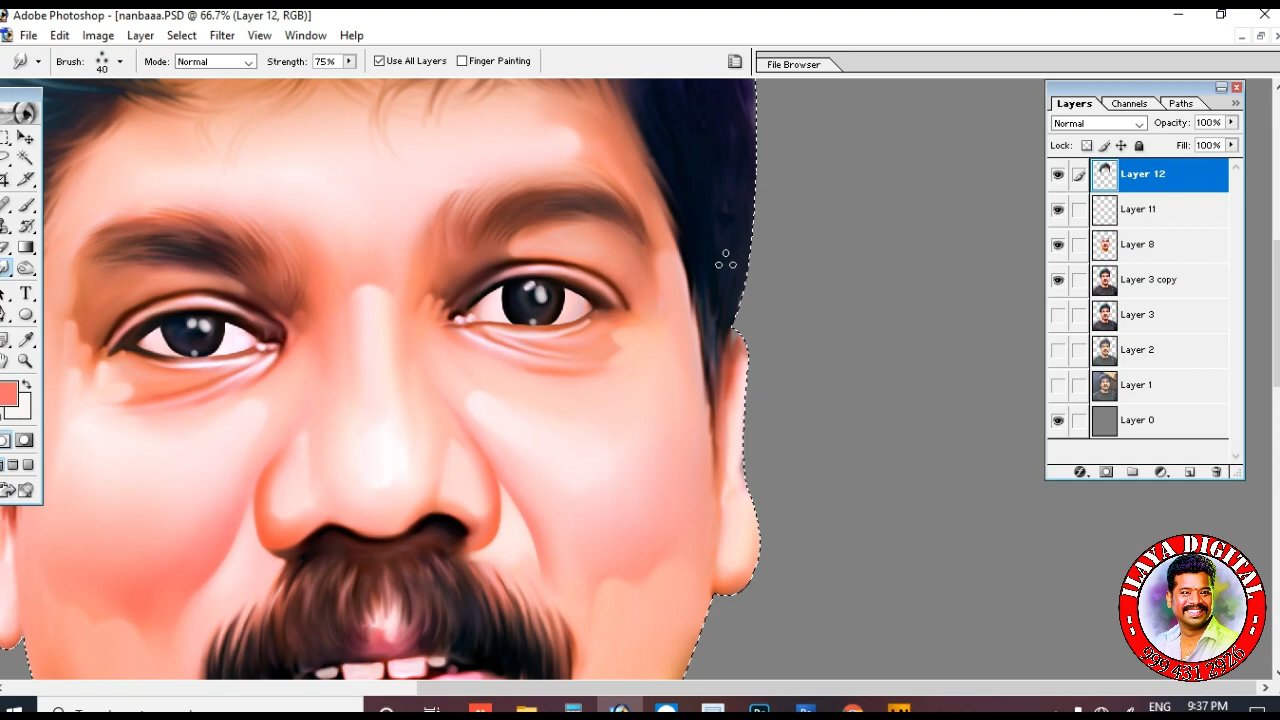 Adobe Photoshop - [nanbaaa.PSD @ 66.7% (Layer 12, RGB)]
File Edit Image Layer Select Filter View Window Help
Brush: 40 Mode: Normal Strength: 75% Use All Layers Finger Painting
File Browser
Layers Channels Paths
Normal Opacity: 100%
Lock: Fill: 100%
Layer 12
Layer 11
Layer 8
Layer 3 copy
Layer 3
Layer 2
Layer 1
Layer 0
ILAYA DIGITAL
999 431 2926
ENG 9:37 PM